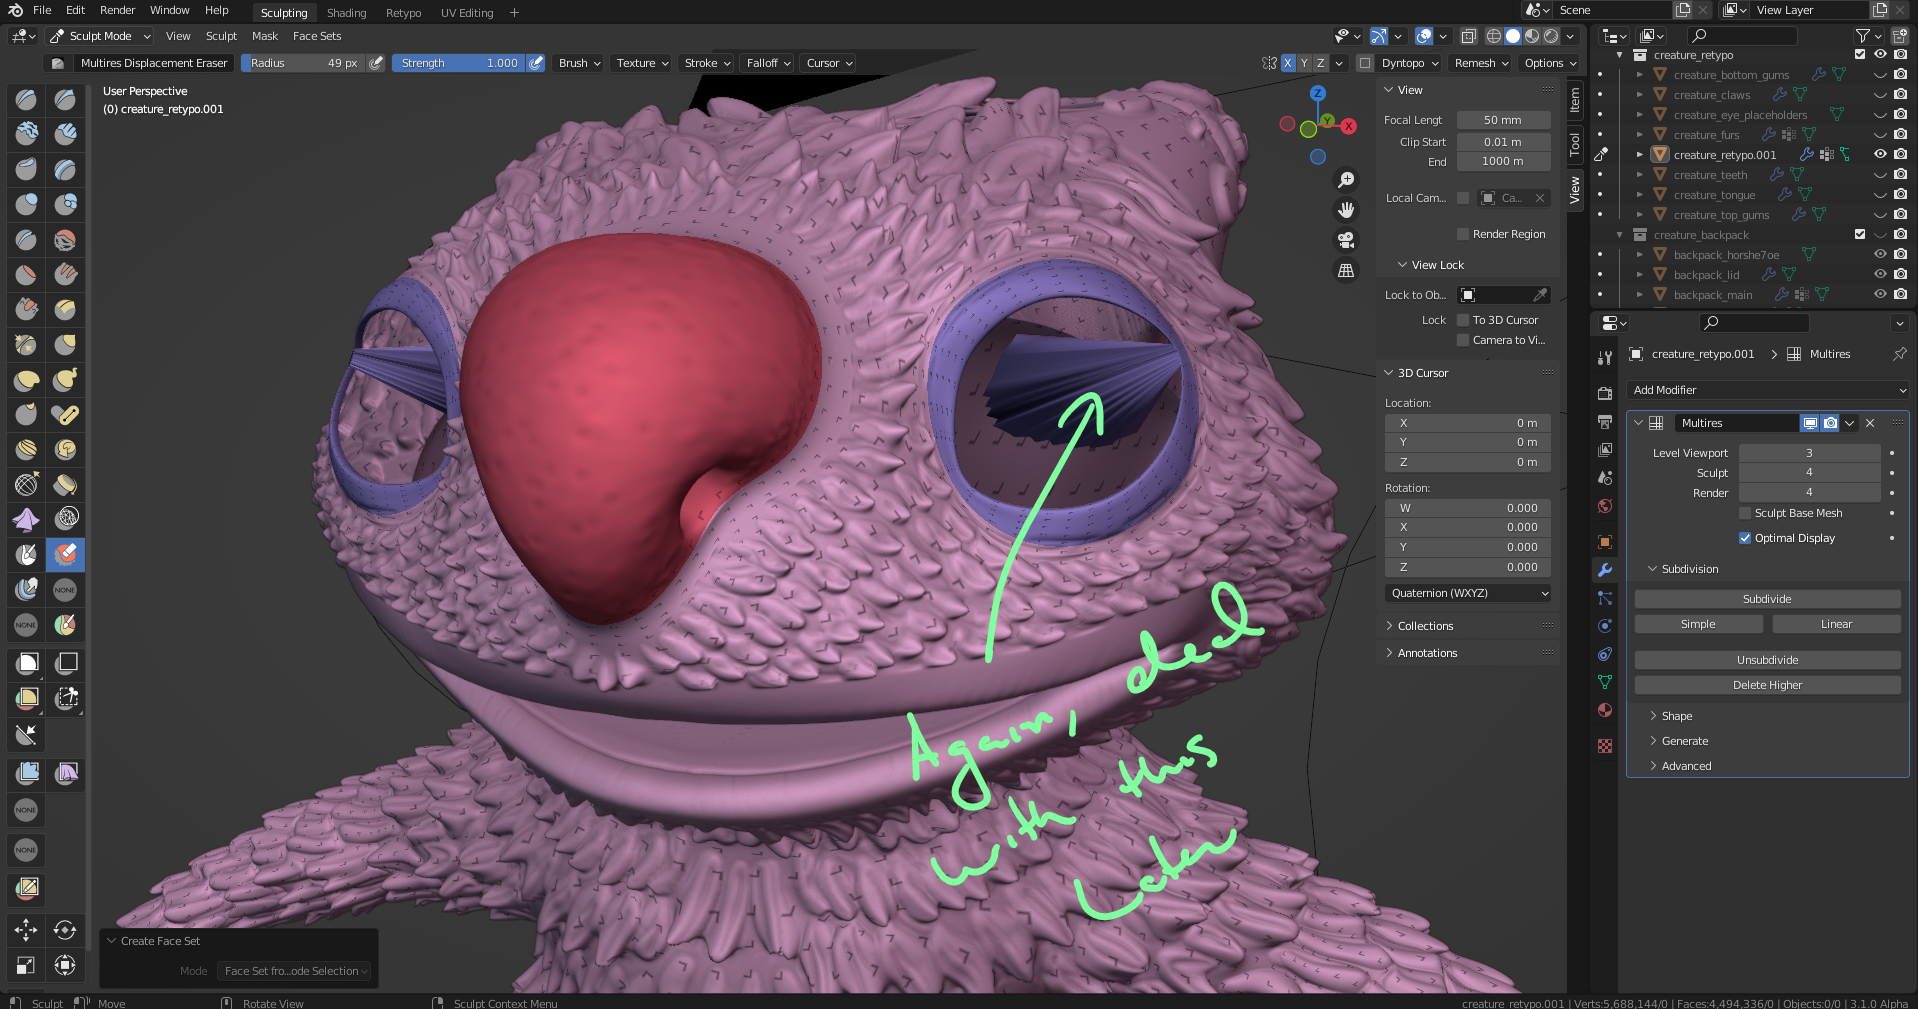 File Edit Render Window Help Sculpting Shading Retypo UV Editing + Scene View Layer
Sculpt Mode View Sculpt Mask Face Sets
Multires Displacement Eraser Radius 49 px Strength 1.000 Brush Texture Stroke Falloff Cursor X Y Z Dyntopo Remesh Options
User Perspective
(0) creature_retypo.001
Z
Y
X
View
Focal Lengt 50 mm
Clip Start 0.01 m
End 1000 m
Local Cam... Ca...
Render Region
View Lock
Lock to Ob...
Lock To 3D Cursor
Camera to Vi...
3D Cursor
Location:
X 0 m
Y 0 m
Z 0 m
Rotation:
W 0.000
X 0.000
Y 0.000
Z 0.000
Quaternion (WXYZ)
Collections
Annotations
Item
Tool
View
creature_retypo
creature_bottom_gums
creature_claws
creature_eye_placeholders
creature_furs
creature_retypo.001
creature_teeth
creature_tongue
creature_top_gums
creature_backpack
backpack_horshe7oe
backpack_lid
backpack_main
creature_retypo.001 Multires
Add Modifier
Multires
Level Viewport 3
Sculpt 4
Render 4
Sculpt Base Mesh
Optimal Display
Subdivision
Subdivide
Simple Linear
Unsubdivide
Delete Higher
Shape
Generate
Advanced
Again, deal
with this
Later
NONE
NONE
NONE
NONE
Create Face Set
Mode Face Set fro...ode Selection
Sculpt Move Rotate View Sculpt Context Menu
creature_retypo.001 | Verts:5,688,144/0 | Faces:4,494,336/0 | Objects:0/0 | 3.1.0 Alpha